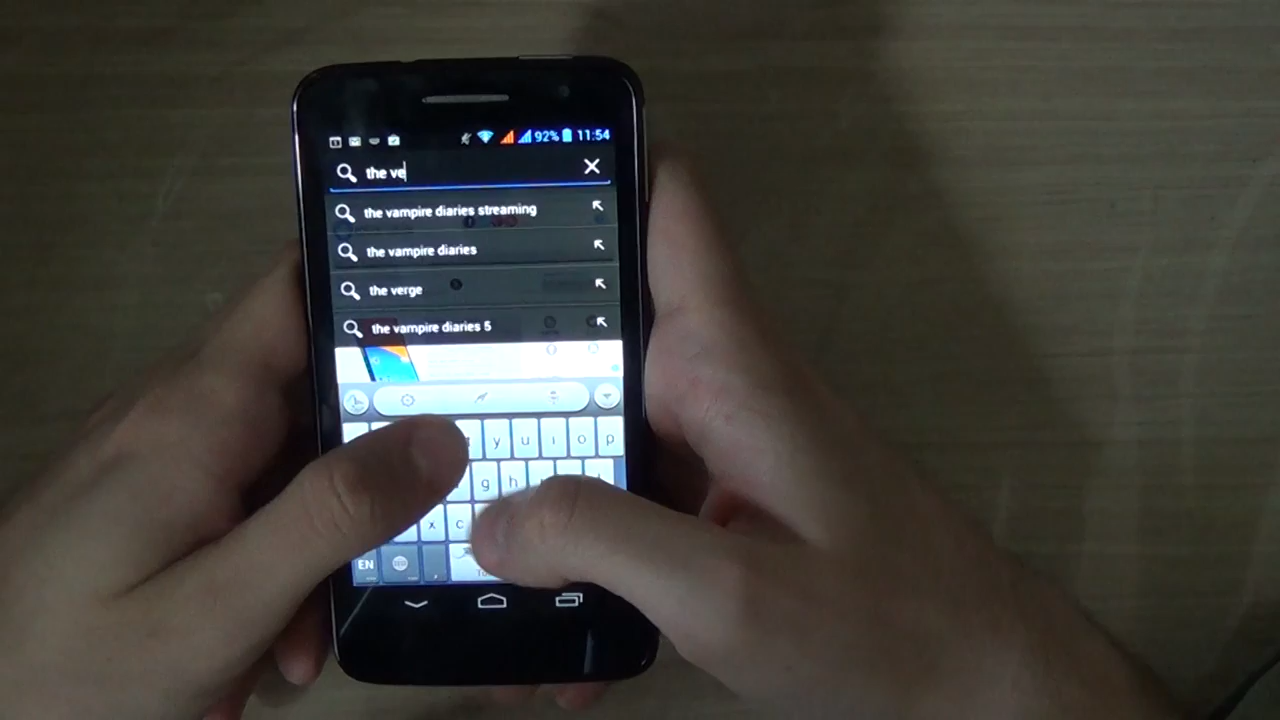 92% 11:54
the ve
the vampire diaries streaming
the vampire diaries
the verge
the vampire diaries 5
y u i o p
g h
x c
EN